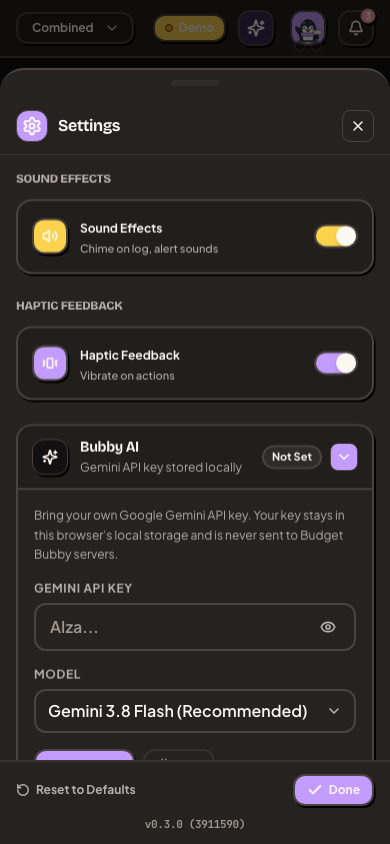 Combined
Demo
3
Settings
SOUND EFFECTS
Sound Effects
Chime on log, alert sounds
HAPTIC FEEDBACK
Haptic Feedback
Vibrate on actions
Bubby AI
Gemini API key stored locally
Not Set
Bring your own Google Gemini API key. Your key stays in
this browser's local storage and is never sent to Budget
Bubby servers.
GEMINI API KEY
AIza...
MODEL
Gemini 3.8 Flash (Recommended)
Reset to Defaults
Done
v0.3.0 (3911590)